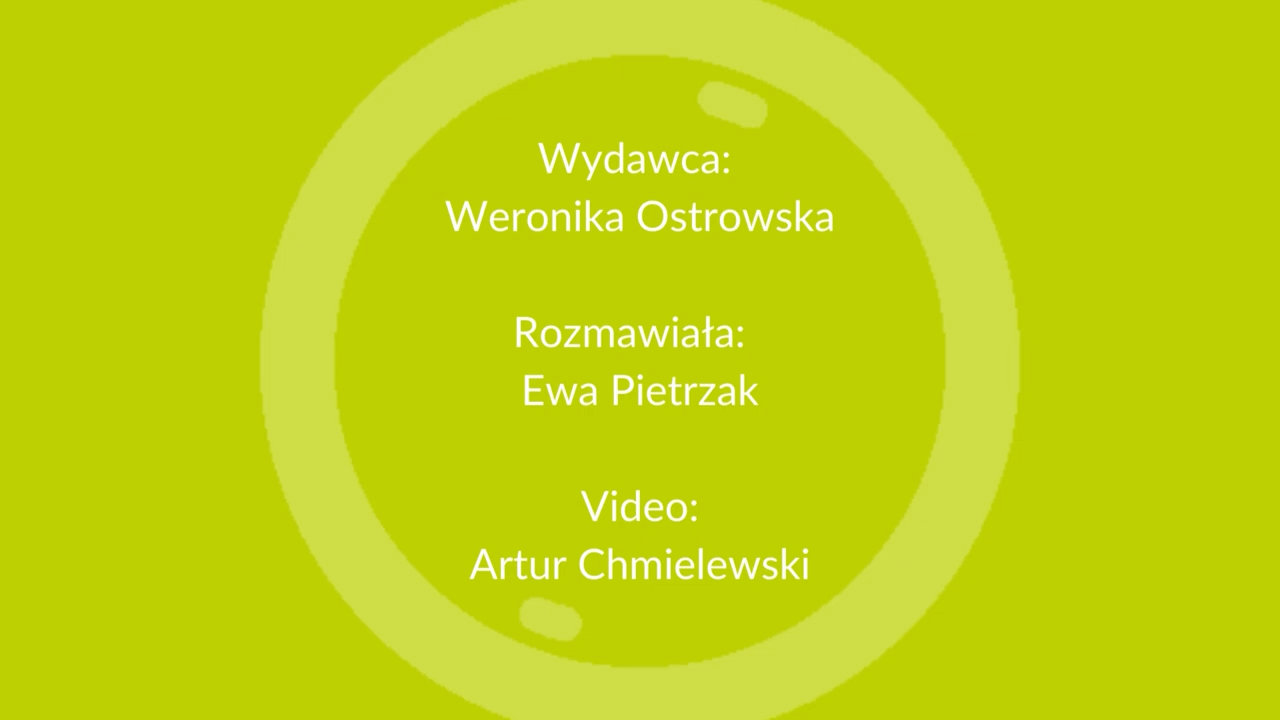 Wydawca:
Weronika Ostrowska
Rozmawiała:
Ewa Pietrzak
Video:
Artur Chmielewski